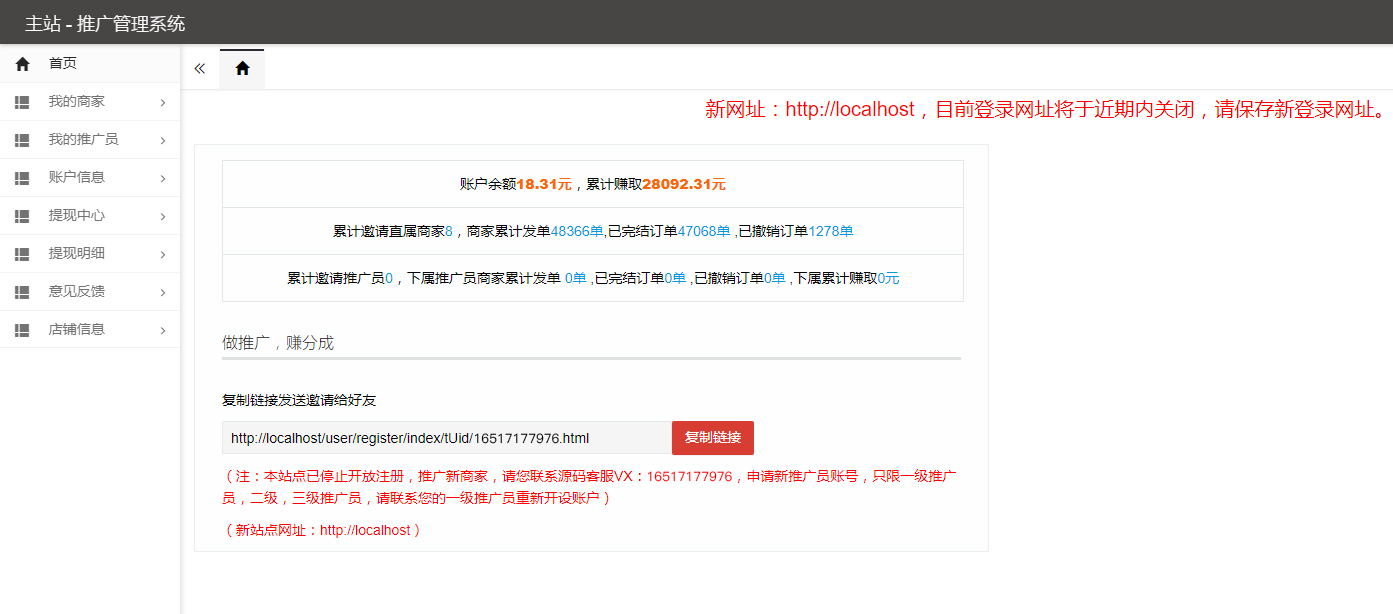 主站 - 推广管理系统
首页
我的商家
我的推广员
账户信息
提现中心
提现明细
意见反馈
店铺信息
新网址：http://localhost，目前登录网址将于近期内关闭，请保存新登录网址。
账户余额18.31元，累计赚取28092.31元
累计邀请直属商家8，商家累计发单48366单,已完结订单47068单 ,已撤销订单1278单
累计邀请推广员0，下属推广员商家累计发单 0单 ,已完结订单0单 ,已撤销订单0单 ,下属累计赚取0元
做推广，赚分成
复制链接发送邀请给好友
http://localhost/user/register/index/tUid/16517177976.html
复制链接
（注：本站点已停止开放注册，推广新商家，请您联系源码客服VX：16517177976，申请新推广员账号，只限一级推广
员，二级，三级推广员，请联系您的一级推广员重新开设账户）
（新站点网址：http://localhost）